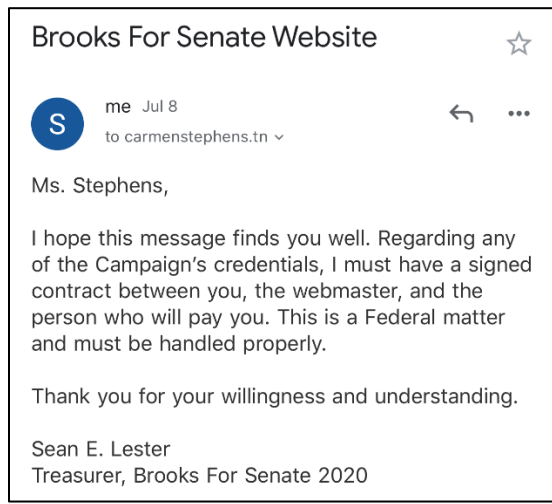 Brooks For Senate Website
S
me Jul 8
to carmenstephens.tn
Ms. Stephens,
I hope this message finds you well. Regarding any
of the Campaign’s credentials, I must have a signed
contract between you, the webmaster, and the
person who will pay you. This is a Federal matter
and must be handled properly.
Thank you for your willingness and understanding.
Sean E. Lester
Treasurer, Brooks For Senate 2020